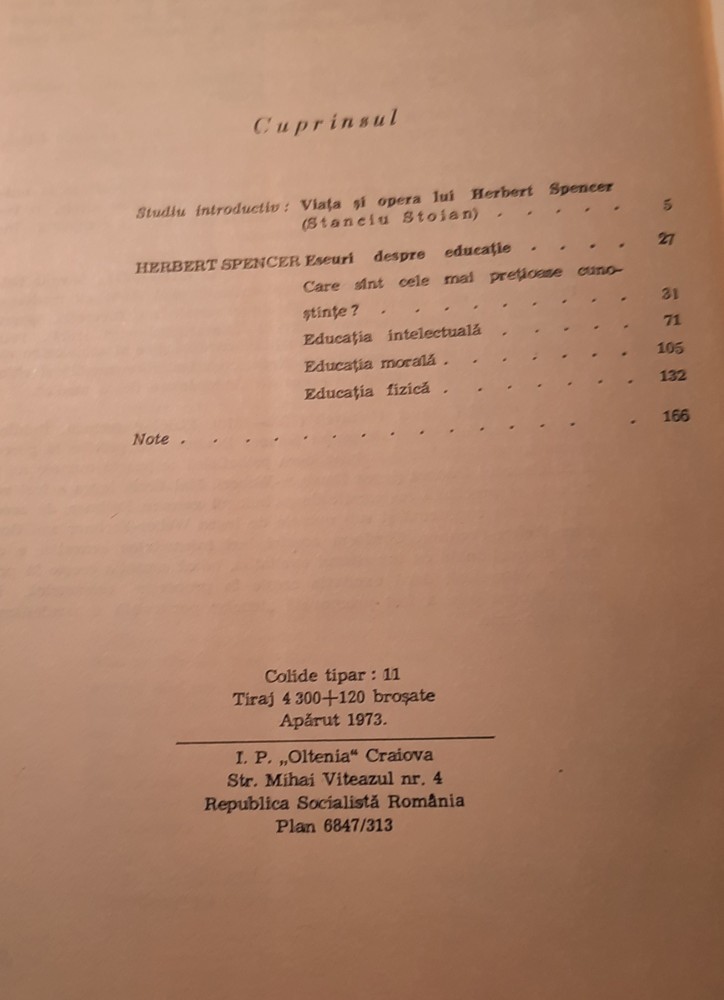 Cuprinsul
Studiu introductiv : Viața și opera lui Herbert Spencer
(Stanciu Stoian) . . . . . 5
HERBERT SPENCER Eseuri despre educație . . . . 27
Care sînt cele mai prețioase cuno-
ștințe ? . . . . . . . . . 31
Educația intelectuală . . . . . 71
Educația morală . . . . . . . 105
Educația fizică . . . . . . . 132
Note . . . . . . . . . . . . . . . 166
Colide tipar : 11
Tiraj 4 300+120 broșate
Apărut 1973.
I. P. „Oltenia“ Craiova
Str. Mihai Viteazul nr. 4
Republica Socialistă România
Plan 6847/313